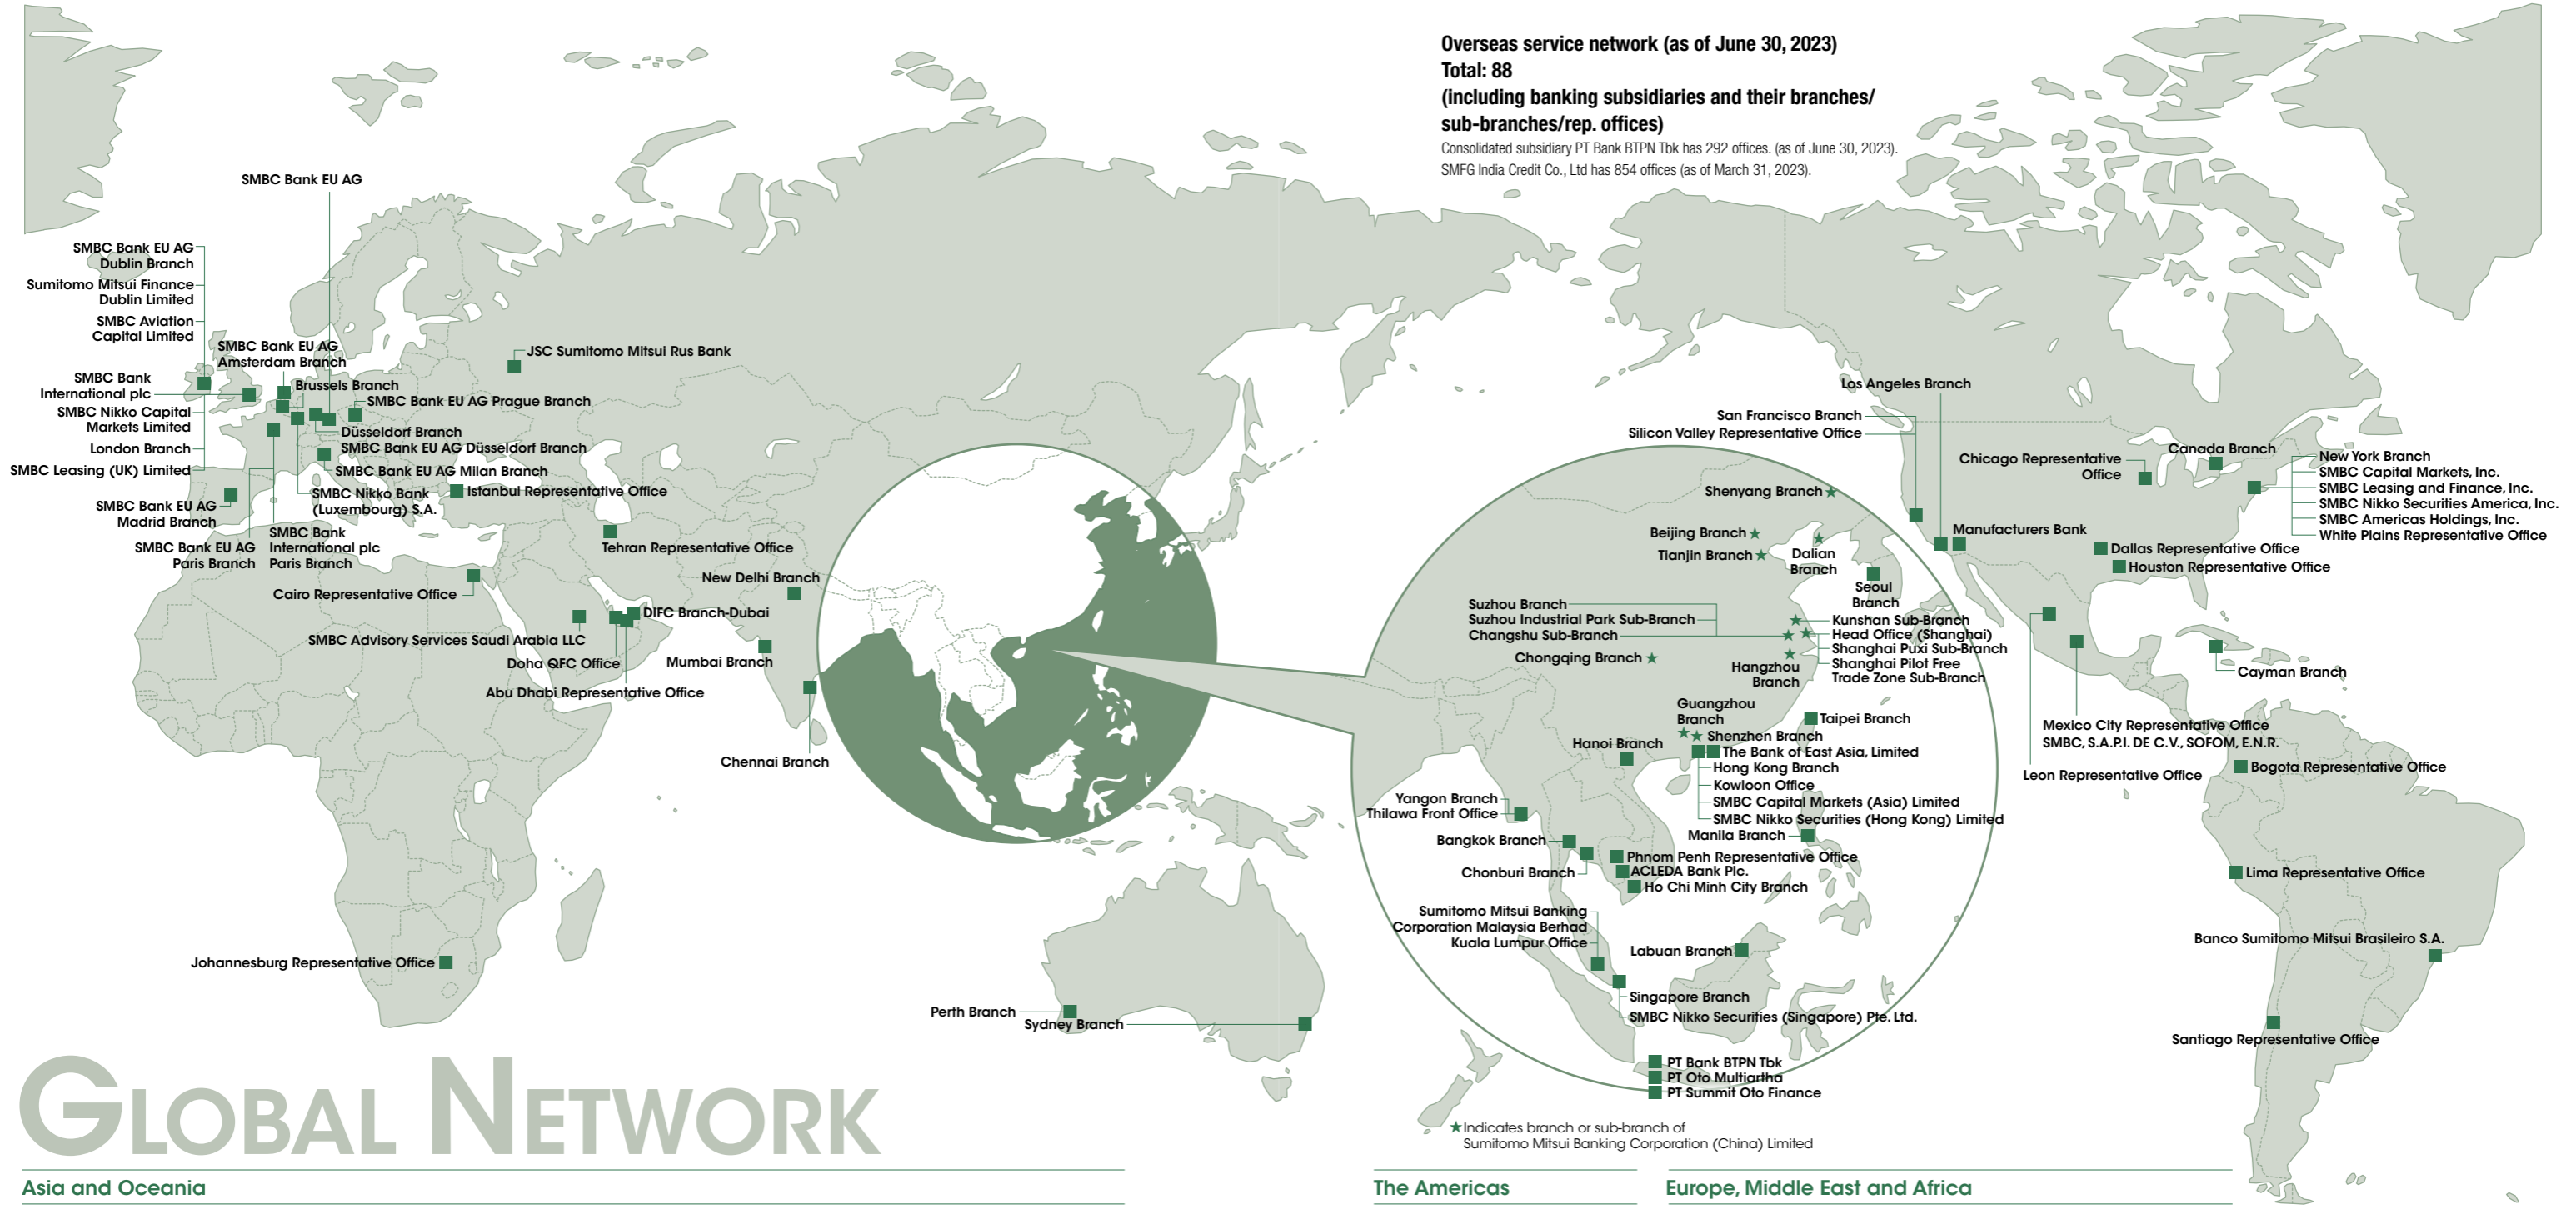 Overseas service network (as of June 30, 2023)
Total: 88
(including banking subsidiaries and their branches/
sub-branches/rep. offices)
Consolidated subsidiary PT Bank BTPN Tbk has 292 offices. (as of June 30, 2023).
SMFG India Credit Co., Ltd has 854 offices (as of March 31, 2023).
SMBC Bank EU AG
SMBC Bank EU AG
Dublin Branch
Sumitomo Mitsui Finance
Dublin Limited
SMBC Aviation
Capital Limited
SMBC Bank EU AG
Amsterdam Branch
SMBC Bank
International plc
SMBC Nikko Capital
Markets Limited
London Branch
SMBC Leasing (UK) Limited
SMBC Bank EU AG
Madrid Branch
SMBC Bank EU AG
Paris Branch
SMBC Bank
International plc
Paris Branch
JSC Sumitomo Mitsui Rus Bank
Brussels Branch
SMBC Bank EU AG Prague Branch
Düsseldorf Branch
SMBC Bank EU AG Düsseldorf Branch
SMBC Bank EU AG Milan Branch
SMBC Nikko Bank
(Luxembourg) S.A.
Istanbul Representative Office
Tehran Representative Office
Cairo Representative Office
New Delhi Branch
DIFC Branch-Dubai
SMBC Advisory Services Saudi Arabia LLC
Doha QFC Office
Abu Dhabi Representative Office
Mumbai Branch
Chennai Branch
Johannesburg Representative Office
Perth Branch
Sydney Branch
Shenyang Branch★
Beijing Branch★
Tianjin Branch★
Dalian
Branch
Seoul
Branch
Suzhou Branch
Suzhou Industrial Park Sub-Branch
Changshu Sub-Branch
Chongqing Branch★
Kunshan Sub-Branch
Head Office (Shanghai)
Shanghai Puxi Sub-Branch
Shanghai Pilot Free
Trade Zone Sub-Branch
Hangzhou
Branch
Guangzhou
Branch
Taipei Branch
Shenzhen Branch
Hanoi Branch
The Bank of East Asia, Limited
Hong Kong Branch
Kowloon Office
SMBC Capital Markets (Asia) Limited
SMBC Nikko Securities (Hong Kong) Limited
Manila Branch
Yangon Branch
Thilawa Front Office
Bangkok Branch
Chonburi Branch
Phnom Penh Representative Office
ACLEDA Bank Plc.
Ho Chi Minh City Branch
Sumitomo Mitsui Banking
Corporation Malaysia Berhad
Kuala Lumpur Office
Labuan Branch
Singapore Branch
SMBC Nikko Securities (Singapore) Pte. Ltd.
PT Bank BTPN Tbk
PT Oto Multiartha
PT Summit Oto Finance
★Indicates branch or sub-branch of
Sumitomo Mitsui Banking Corporation (China) Limited
Los Angeles Branch
San Francisco Branch
Silicon Valley Representative Office
Chicago Representative
Office
Canada Branch
New York Branch
SMBC Capital Markets, Inc.
SMBC Leasing and Finance, Inc.
SMBC Nikko Securities America, Inc.
SMBC Americas Holdings, Inc.
White Plains Representative Office
Manufacturers Bank
Dallas Representative Office
Houston Representative Office
Cayman Branch
Mexico City Representative Office
SMBC, S.A.P.I. DE C.V., SOFOM, E.N.R.
Leon Representative Office
Bogota Representative Office
Lima Representative Office
Banco Sumitomo Mitsui Brasileiro S.A.
Santiago Representative Office
GLOBAL NETWORK
Asia and Oceania
The Americas
Europe, Middle East and Africa